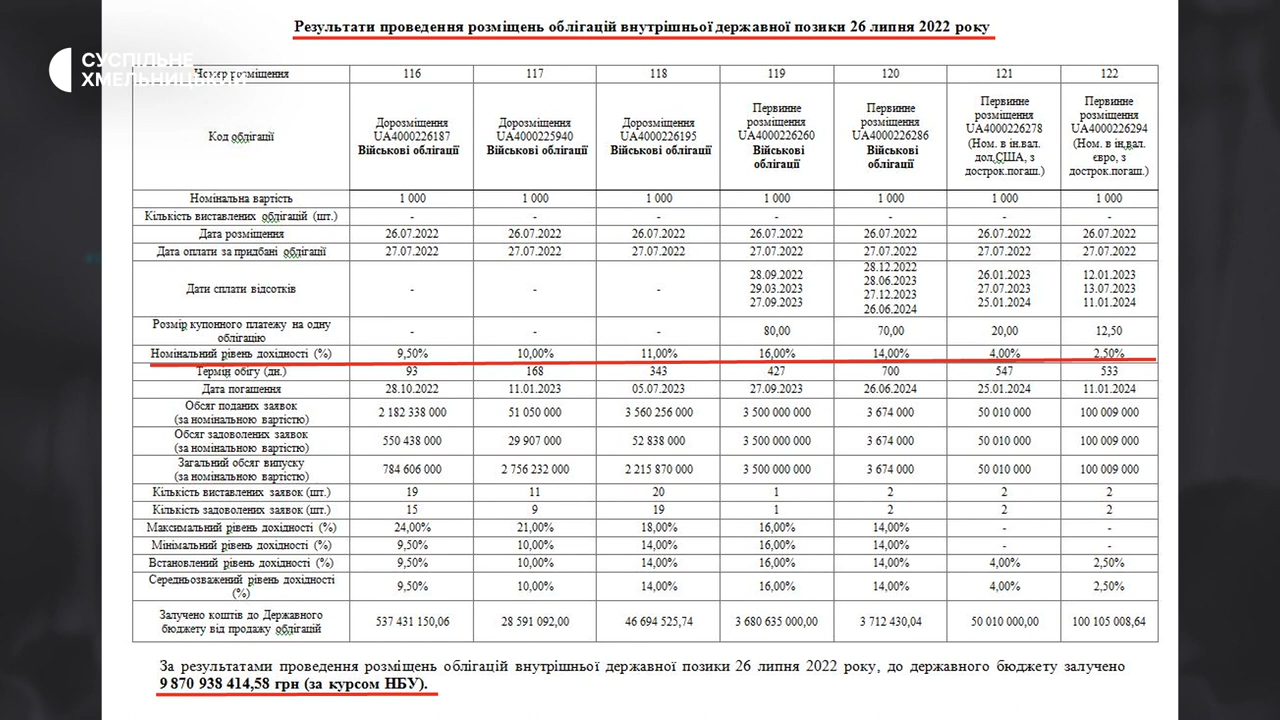 Результати проведення розміщень облігацій внутрішньої державної позики 26 липня 2022 року
СУСПІЛЬНЕ
ХМЕЛЬНИЦЬКИЙ
Номер розміщення 116 117 118 119 120 121 122
Код облігації
Дорозміщення
UA4000226187
Військові облігації
Дорозміщення
UA4000225940
Військові облігації
Дорозміщення
UA4000226195
Військові облігації
Первинне
розміщення
UA4000226260
Військові
облігації
Первинне
розміщення
UA4000226286
Військові
облігації
Первинне
розміщення
UA4000226278
(Ном. в ін.вал.
дол.США, з
дострок.погаш.)
Первинне
розміщення
UA4000226294
(Ном. в ін.вал.
євро, з
дострок.погаш.)
Номінальна вартість 1 000 1 000 1 000 1 000 1 000 1 000 1 000
Кількість виставлених облігацій (шт.) - - - - - - -
Дата розміщення 26.07.2022 26.07.2022 26.07.2022 26.07.2022 26.07.2022 26.07.2022 26.07.2022
Дата оплати за придбані облігації 27.07.2022 27.07.2022 27.07.2022 27.07.2022 27.07.2022 27.07.2022 27.07.2022
Дати сплати відсотків - - -
28.09.2022
29.03.2023
27.09.2023
28.12.2022
28.06.2023
27.12.2023
26.06.2024
26.01.2023
27.07.2023
25.01.2024
12.01.2023
13.07.2023
11.01.2024
Розмір купонного платежу на одну
облігацію - - - 80,00 70,00 20,00 12,50
Номінальний рівень дохідності (%) 9,50% 10,00% 11,00% 16,00% 14,00% 4,00% 2,50%
Термін обігу (дн.) 93 168 343 427 700 547 533
Дата погашення 28.10.2022 11.01.2023 05.07.2023 27.09.2023 26.06.2024 25.01.2024 11.01.2024
Обсяг поданих заявок
(за номінальною вартістю) 2 182 338 000 51 050 000 3 560 256 000 3 500 000 000 3 674 000 50 010 000 100 009 000
Обсяг задоволених заявок
(за номінальною вартістю) 550 438 000 29 907 000 52 838 000 3 500 000 000 3 674 000 50 010 000 100 009 000
Загальний обсяг випуску
(за номінальною вартістю) 784 606 000 2 756 232 000 2 215 870 000 3 500 000 000 3 674 000 50 010 000 100 009 000
Кількість виставлених заявок (шт.) 19 11 20 1 2 2 2
Кількість задоволених заявок (шт.) 15 9 19 1 2 2 2
Максимальний рівень дохідності (%) 24,00% 21,00% 18,00% 16,00% 14,00% - -
Мінімальний рівень дохідності (%) 9,50% 10,00% 14,00% 16,00% 14,00% - -
Встановлений рівень дохідності (%) 9,50% 10,00% 14,00% 16,00% 14,00% 4,00% 2,50%
Середньозважений рівень дохідності
(%) 9,50% 10,00% 14,00% 16,00% 14,00% 4,00% 2,50%
Залучено коштів до Державного
бюджету від продажу облігацій 537 431 150,06 28 591 092,00 46 694 525,74 3 680 635 000,00 3 712 430,04 50 010 000,00 100 105 008,64
За результатами проведення розміщень облігацій внутрішньої державної позики 26 липня 2022 року, до державного бюджету залучено
9 870 938 414,58 грн (за курсом НБУ).